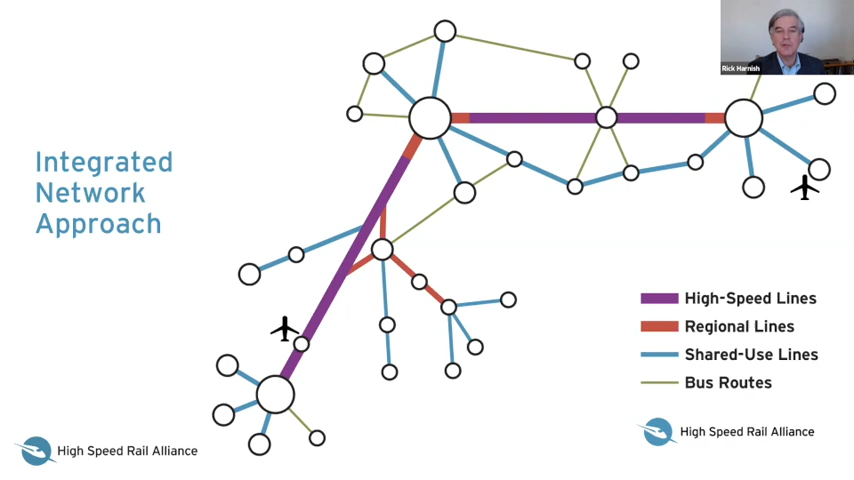 Rick Harnish
Integrated
Network
Approach
High-Speed Lines
Regional Lines
Shared-Use Lines
Bus Routes
High Speed Rail Alliance
High Speed Rail Alliance